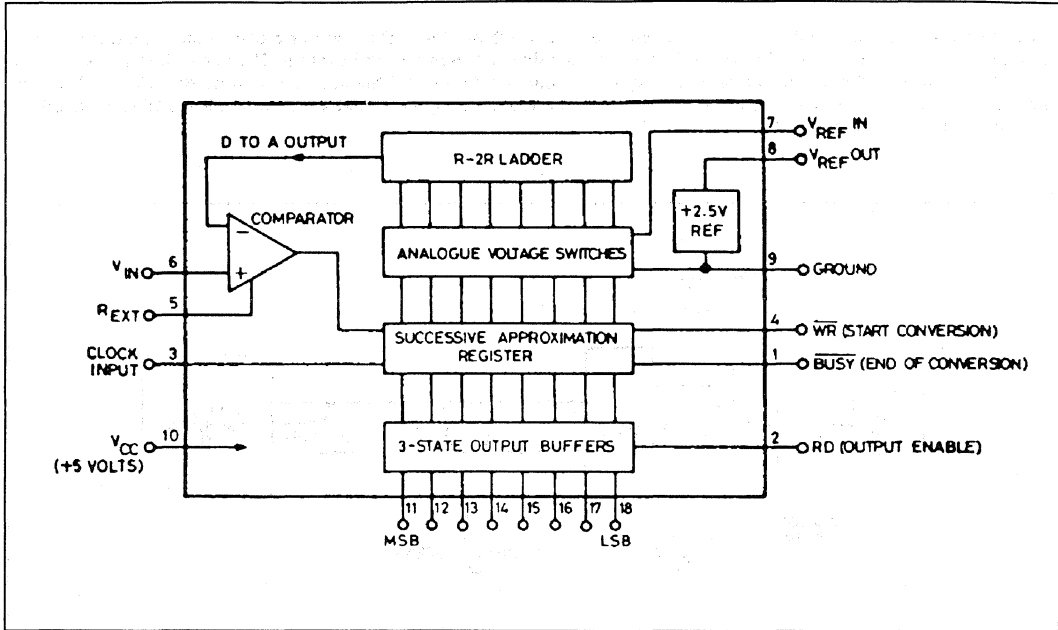 7
V REF IN
8
V REF OUT
D TO A OUTPUT
R-2R LADDER
+2.5V
REF
COMPARATOR
−
+
ANALOGUE VOLTAGE SWITCHES
6
V IN
9
GROUND
5
R EXT
4
W̅R̅ (START CONVERSION)
SUCCESSIVE APPROXIMATION
REGISTER
CLOCK
INPUT
3
1
B̅U̅S̅Y̅ (END OF CONVERSION)
V CC
(+5 VOLTS)
10
3-STATE OUTPUT BUFFERS
2
RD (OUTPUT ENABLE)
11 12 13 14 15 16 17 18
MSB LSB